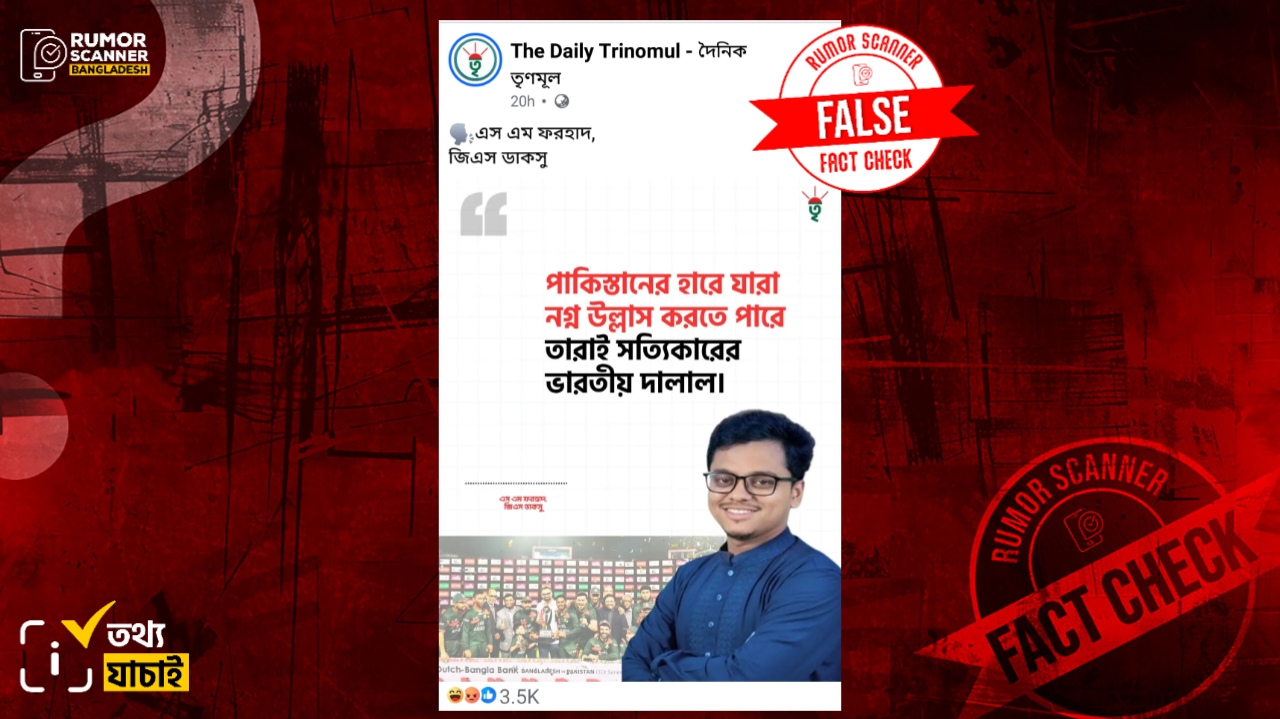 RUMOR
SCANNER
BANGLADESH
The Daily Trinomul - দৈনিক
তৃণমূল
20h
এস এম ফরহাদ,
জিএস ডাকসু
RUMOR SCANNER
FALSE
FACT CHECK
তৃ
পাকিস্তানের হারে যারা
নগ্ন উল্লাস করতে পারে
তারাই সত্যিকারের
ভারতীয় দালাল।
এস এম ফরহাদ,
জিএস ডাকসু
Dutch-Bangla Bank BANGLADESH v PAKISTAN
3.5K
তথ্য
যাচাই
RUMOR SCANNER
FACT CHECK